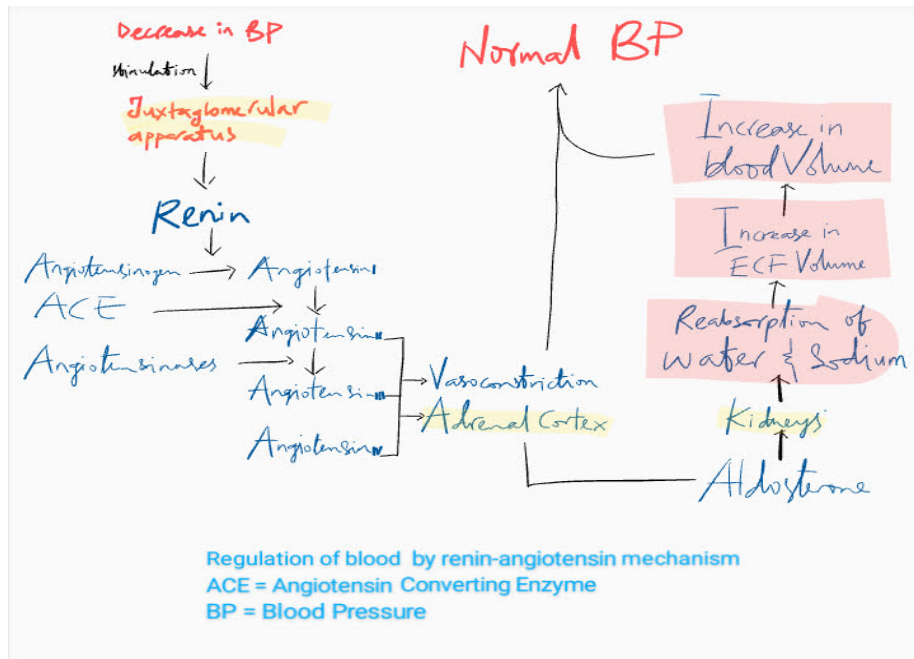 Decrease in BP
stimulation
Juxtaglomerular
apparatus
Renin
Angiotensinogen
Angiotensin I
ACE
Angiotensin II
Angiotensinases
Angiotensin III
Angiotensin IV
Vasoconstriction
Adrenal Cortex
Aldosterone
Kidneys
Reabsorption of
water & Sodium
Increase in
ECF Volume
Increase in
blood Volume
Normal BP
Regulation of blood by renin-angiotensin mechanism
ACE = Angiotensin Converting Enzyme
BP = Blood Pressure